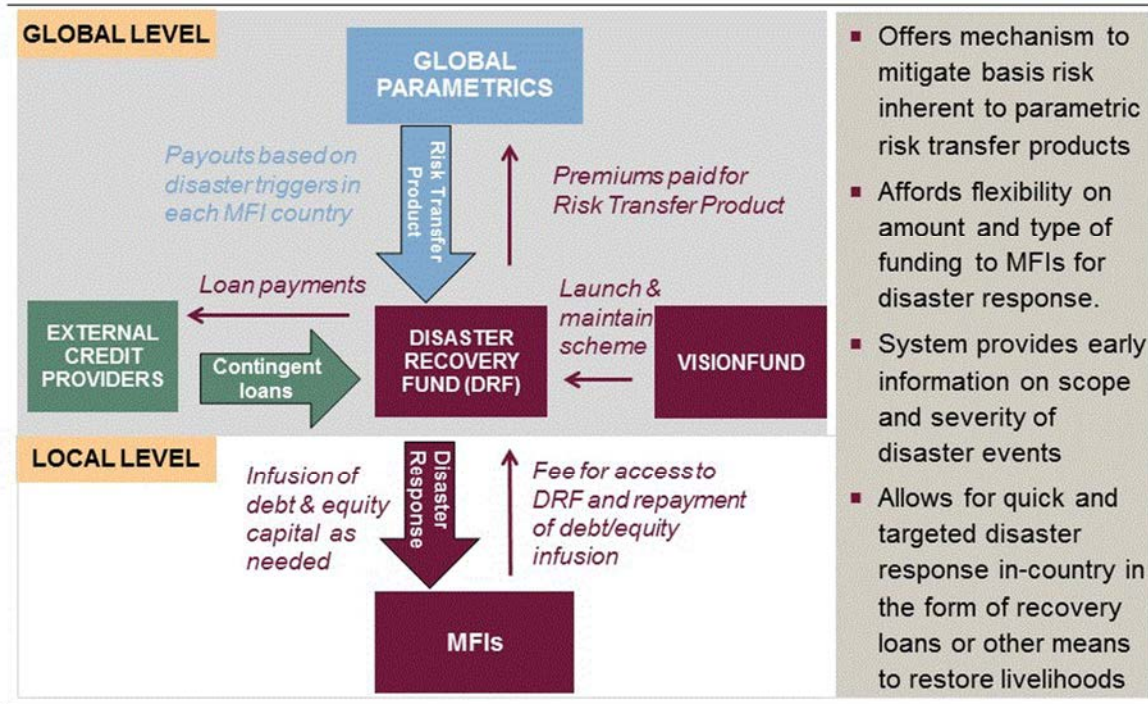 GLOBAL LEVEL
GLOBAL
PARAMETRICS
Payouts based on
disaster triggers in
each MFI country
Risk Transfer
Product
Premiums paid for
Risk Transfer Product
Loan payments
Launch &
maintain
scheme
EXTERNAL
CREDIT
PROVIDERS
Contingent
loans
DISASTER
RECOVERY
FUND (DRF)
VISIONFUND
LOCAL LEVEL
Infusion of
debt & equity
capital as
needed
Disaster
Response
Fee for access to
DRF and repayment
of debt/equity
infusion
MFIs
▪ Offers mechanism to
mitigate basis risk
inherent to parametric
risk transfer products
▪ Affords flexibility on
amount and type of
funding to MFIs for
disaster response.
▪ System provides early
information on scope
and severity of
disaster events
▪ Allows for quick and
targeted disaster
response in-country in
the form of recovery
loans or other means
to restore livelihoods